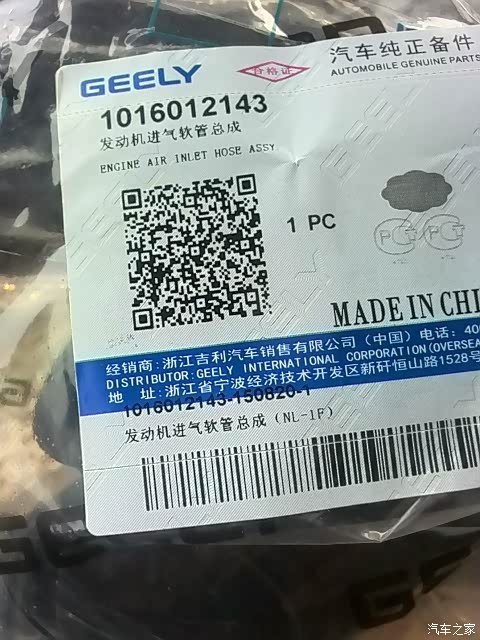 汽车纯正备件
GEELY
合格证
AUTOMOBILE GENUINE PARTS
1016012143
发动机进气软管总成
ENGINE AIR INLET HOSE ASSY
1 PC
MADE IN CHI
经销商:浙江吉利汽车销售有限公司(中国)电话:400
DISTRIBUTOR:GEELY INTERNATIONAL CORPORATION(OVERSEA
地 址:浙江省宁波经济技术开发区新矸恒山路1528号
1016012143-150820-1
发动机进气软管总成(NL-1F)
汽车之家